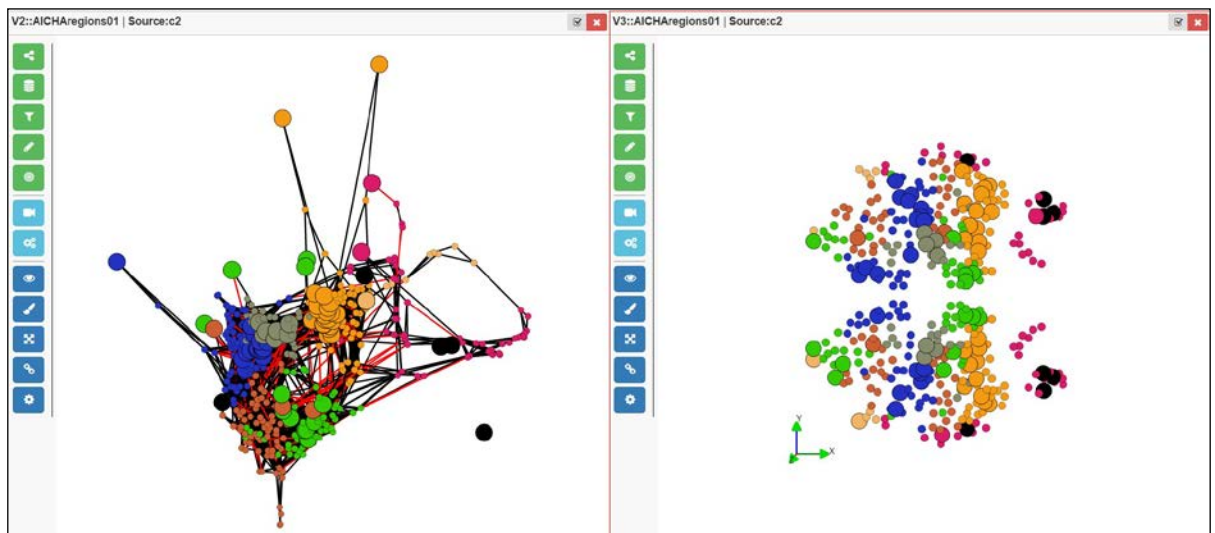 V2::AICHAregions01 | Source:c2
V3::AICHAregions01 | Source:c2
Y
X